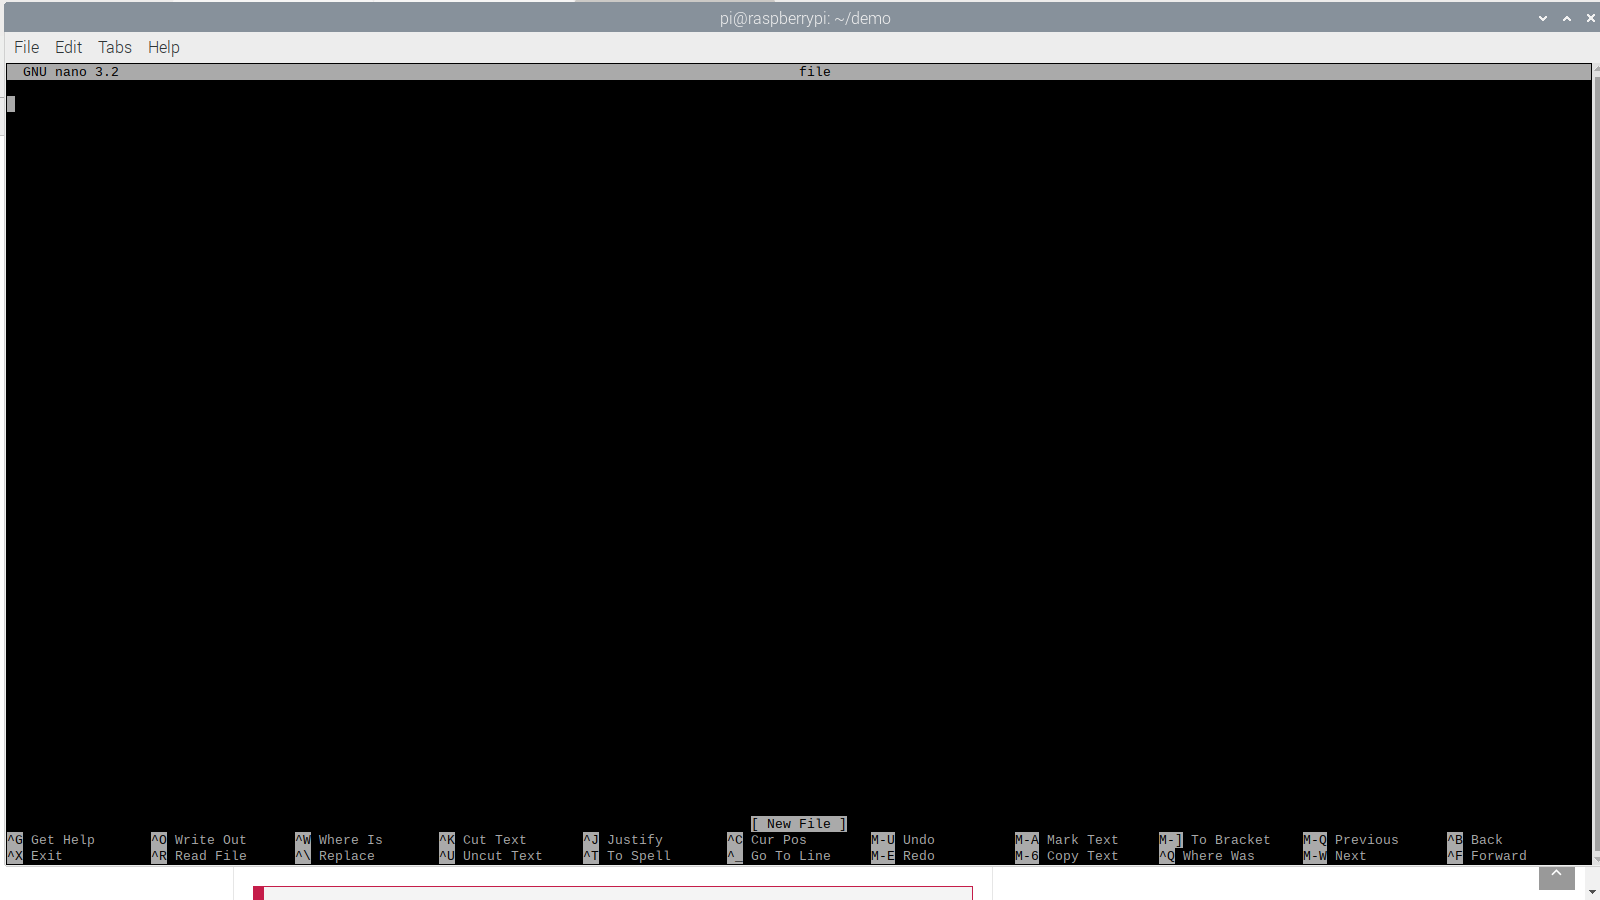 pi@raspberrypi: ~/demo
File Edit Tabs Help
GNU nano 3.2 file
[ New File ]
^G Get Help ^O Write Out ^W Where Is ^K Cut Text ^J Justify ^C Cur Pos M-U Undo M-A Mark Text M-] To Bracket M-Q Previous ^B Back
^X Exit ^R Read File ^\ Replace ^U Uncut Text ^T To Spell ^_ Go To Line M-E Redo M-6 Copy Text ^Q Where Was M-W Next ^F Forward